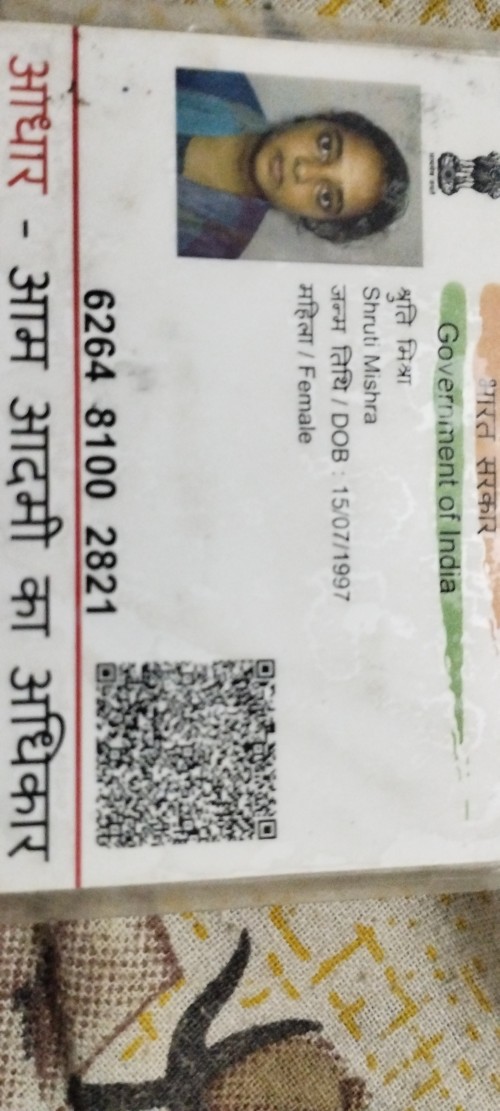 भारत सरकार
Government of India
श्रुति मिश्रा
Shruti Mishra
जन्म तिथि / DOB : 15/07/1997
महिला / Female
6264 8100 2821
आधार - आम आदमी का अधिकार